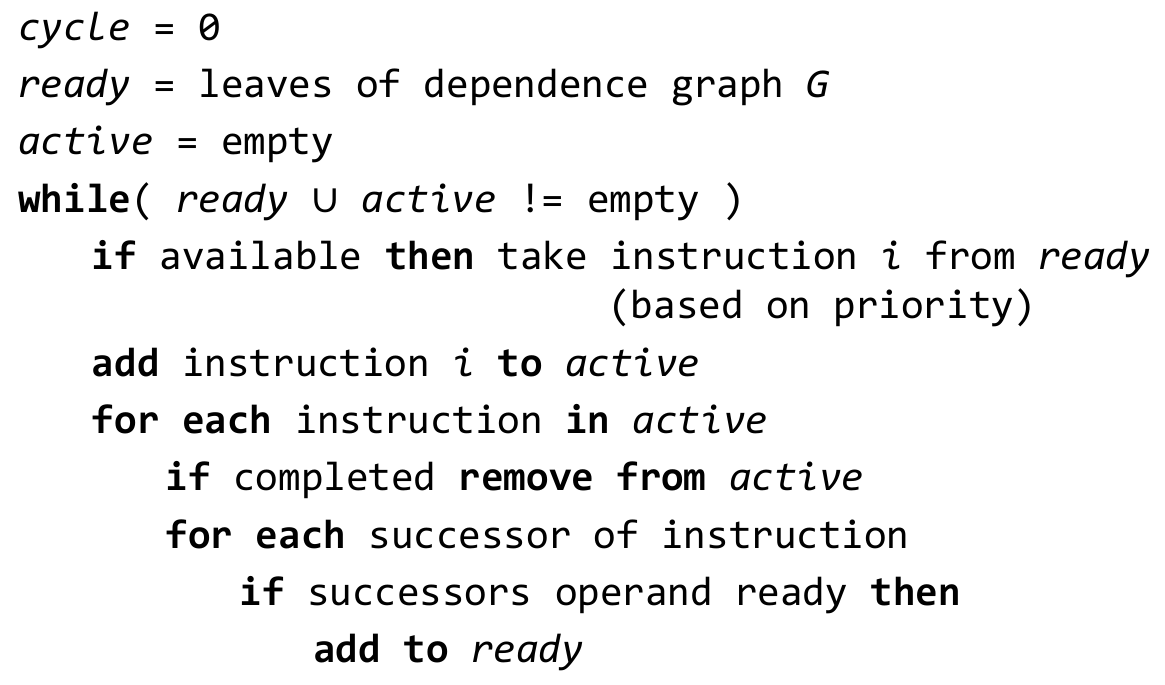 cycle = 0
ready = leaves of dependence graph G
active = empty
while( ready ∪ active != empty )
if available then take instruction i from ready
(based on priority)
add instruction i to active
for each instruction in active
if completed remove from active
for each successor of instruction
if successors operand ready then
add to ready